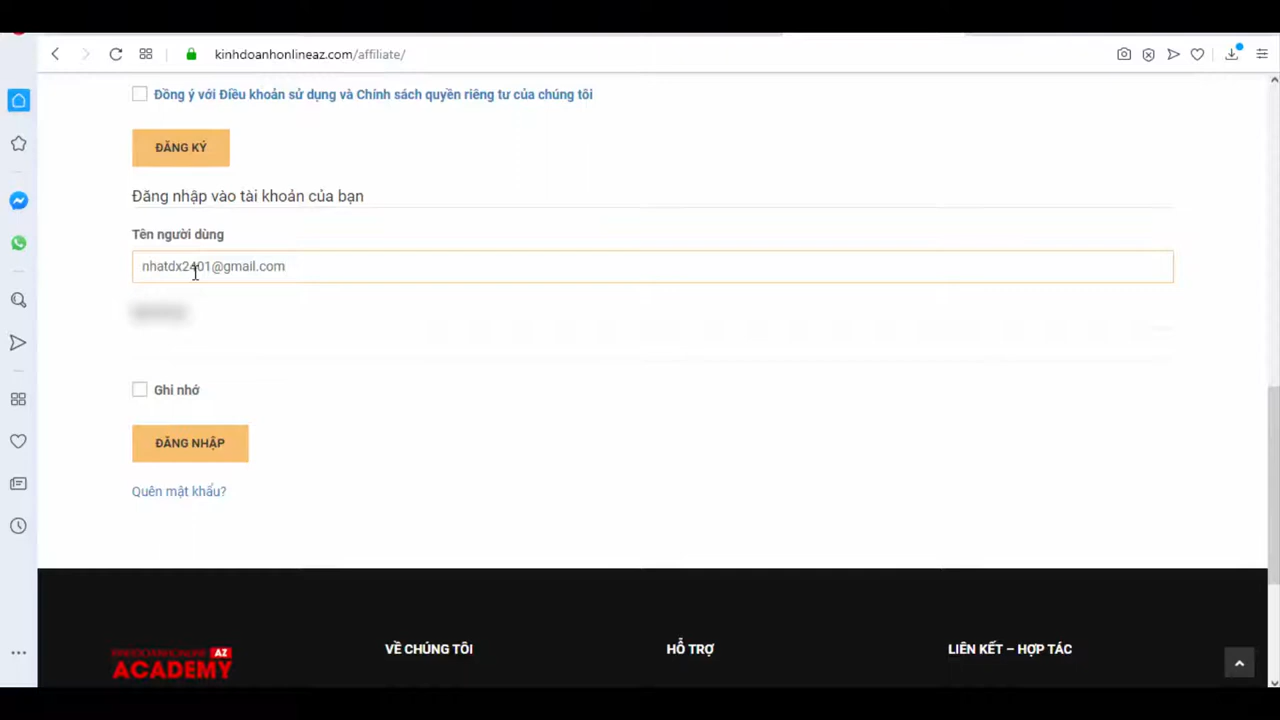 kinhdoanhonlineaz.com/affiliate/
Đồng ý với Điều khoản sử dụng và Chính sách quyền riêng tư của chúng tôi
ĐĂNG KÝ
Đăng nhập vào tài khoản của bạn
Tên người dùng
nhatdx2401@gmail.com
Ghi nhớ
ĐĂNG NHẬP
Quên mật khẩu?
KINHDOANHONLINE AZ
ACADEMY
VỀ CHÚNG TÔI
HỖ TRỢ
LIÊN KẾT – HỢP TÁC